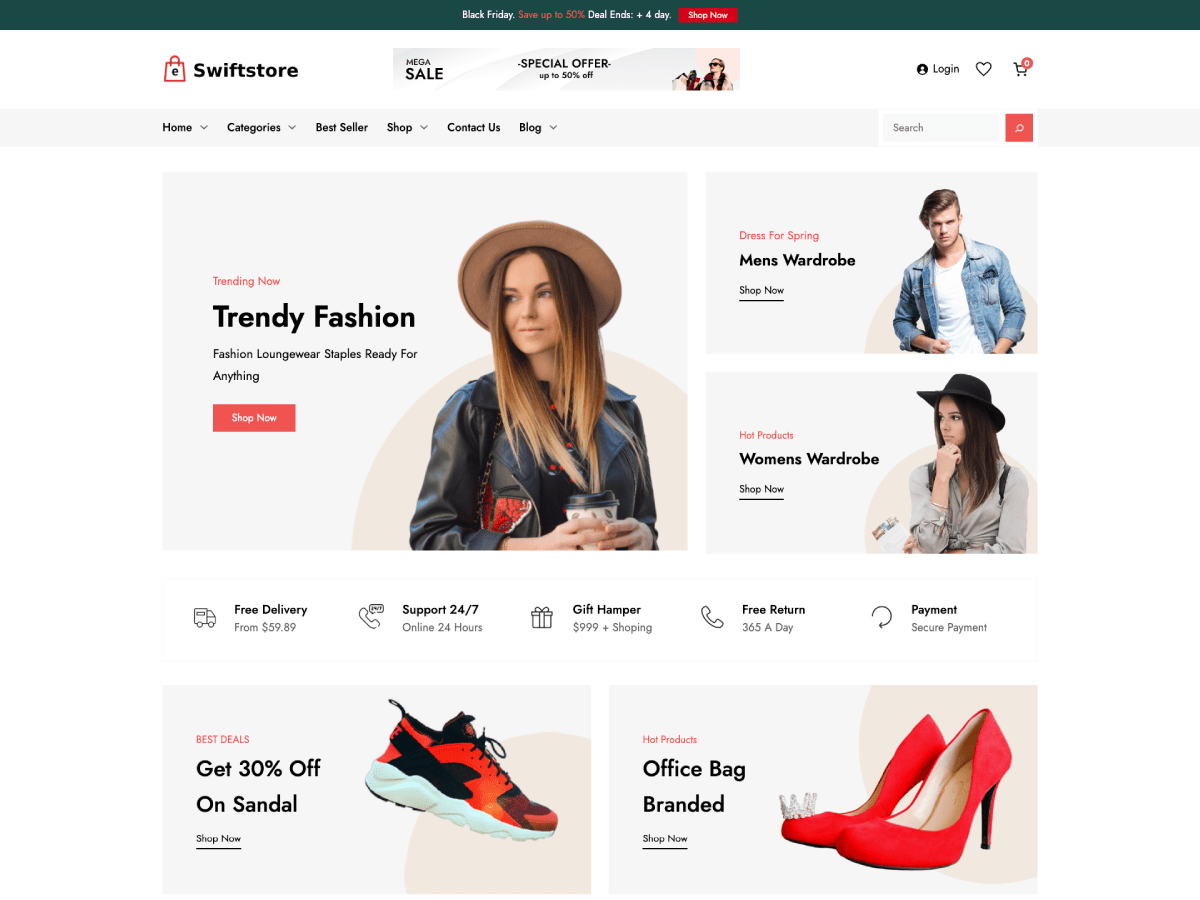 Black Friday. Save up to 50% Deal Ends: + 4 day. Shop Now
e Swiftstore
MEGA
SALE
-SPECIAL OFFER-
up to 50% off
Login
0
Home
Categories
Best Seller
Shop
Contact Us
Blog
Search
Trending Now
Trendy Fashion
Fashion Loungewear Staples Ready For
Anything
Shop Now
Dress For Spring
Mens Wardrobe
Shop Now
Hot Products
Womens Wardrobe
Shop Now
Free Delivery
From $59.89
24/7
Support 24/7
Online 24 Hours
Gift Hamper
$999 + Shoping
Free Return
365 A Day
Payment
Secure Payment
BEST DEALS
Get 30% Off
On Sandal
Shop Now
Hot Products
Office Bag
Branded
Shop Now